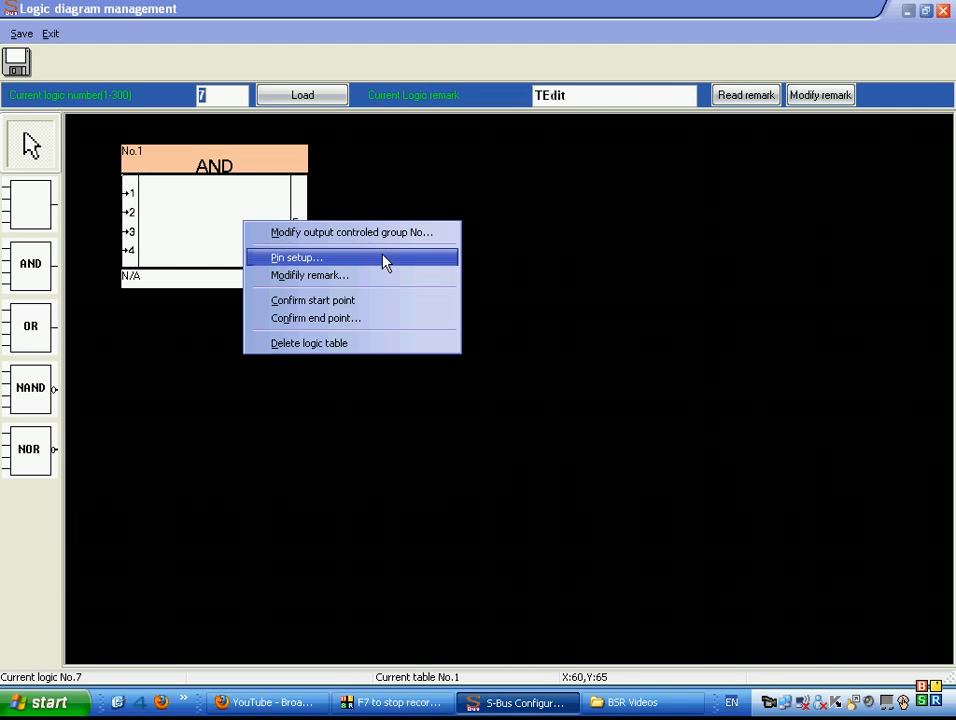 Logic diagram management
Save Exit
Current logic number(1-300) 7 Load Current Logic remark TEdit Read remark Modify remark
No.1
AND
1
2
3
4
N/A
AND
OR
NAND
NOR
Modify output controled group No...
Pin setup...
Modifily remark...
Confirm start point
Confirm end point...
Delete logic table
Current logic No.7 Current table No.1 X:60,Y:65
start YouTube - Broa... F7 to stop recor... S-Bus Configur... BSR Videos EN
B S R